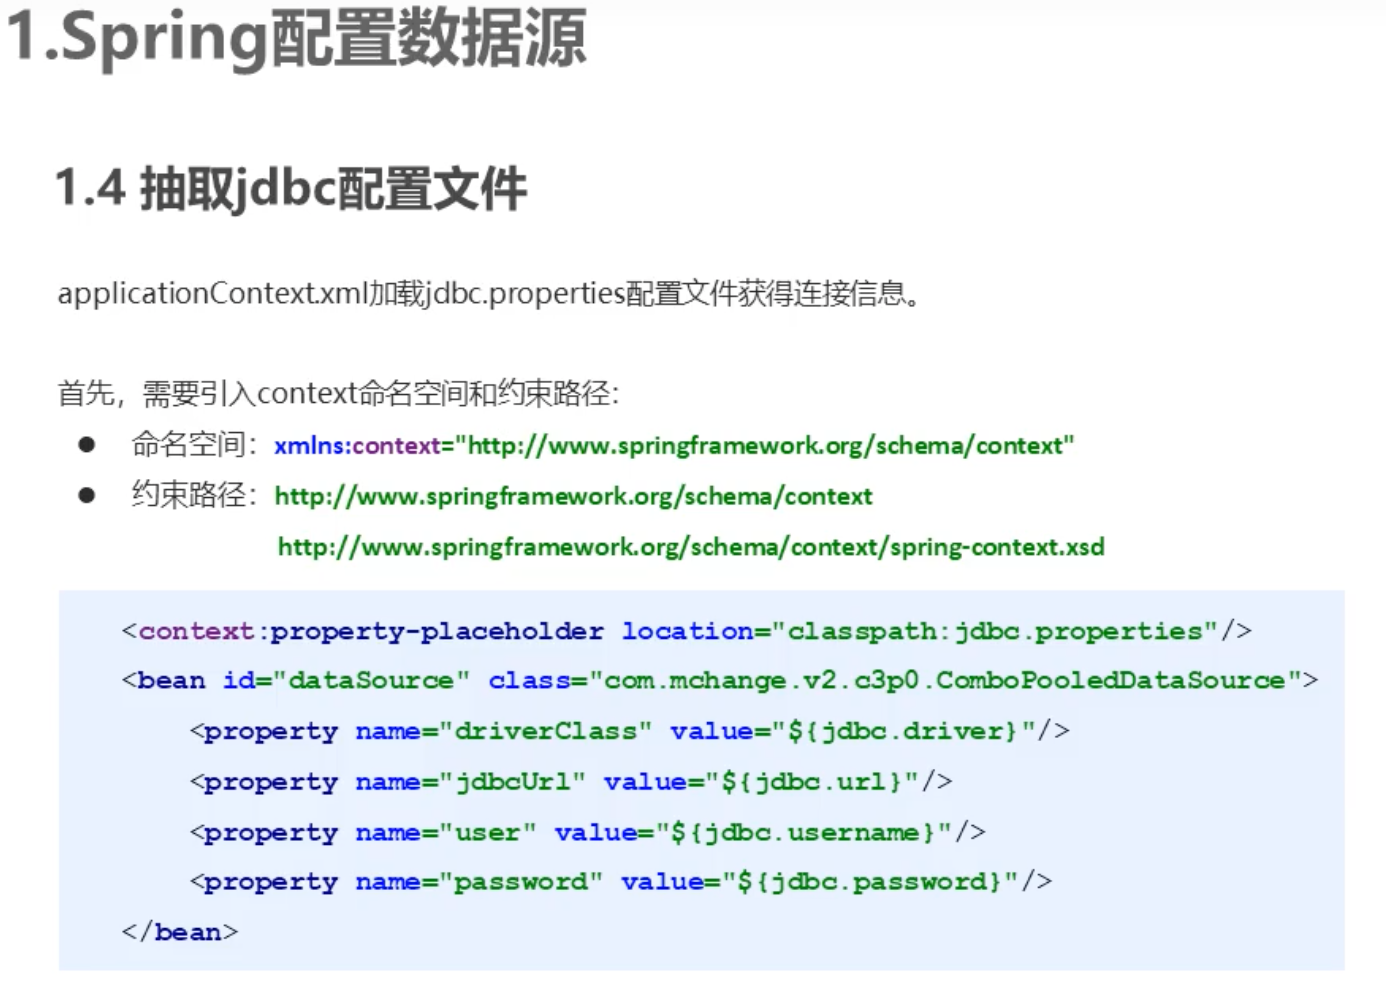 1.Spring配置数据源
1.4 抽取jdbc配置文件
applicationContext.xml加载jdbc.properties配置文件获得连接信息。
首先，需要引入context命名空间和约束路径：
● 命名空间：xmlns:context="http://www.springframework.org/schema/context"
● 约束路径：http://www.springframework.org/schema/context
http://www.springframework.org/schema/context/spring-context.xsd
<context:property-placeholder location="classpath:jdbc.properties"/>
<bean id="dataSource" class="com.mchange.v2.c3p0.ComboPooledDataSource">
<property name="driverClass" value="${jdbc.driver}"/>
<property name="jdbcUrl" value="${jdbc.url}"/>
<property name="user" value="${jdbc.username}"/>
<property name="password" value="${jdbc.password}"/>
</bean>